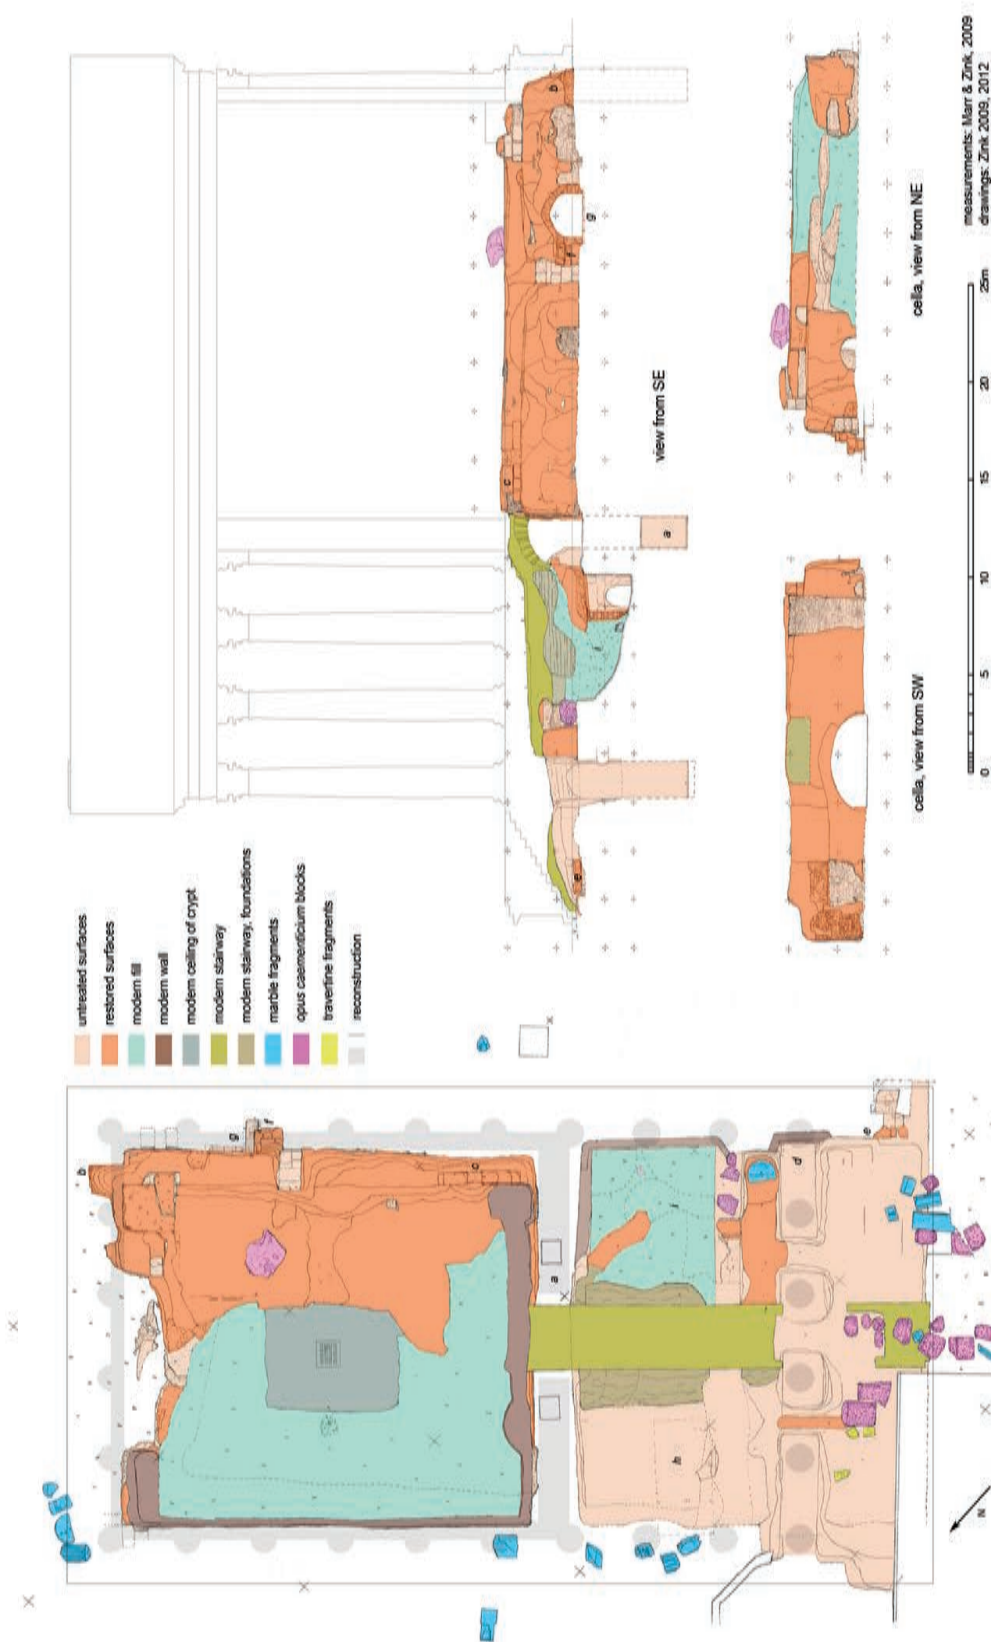 untreated surfaces
restored surfaces
modern fill
modern wall
modern ceiling of crypt
modern stairway
modern stairway, foundations
marble fragments
opus caementicium blocks
travertine fragments
reconstruction
view from SE
cella, view from SW
cella, view from NE
0 5 10 15 20 25m
measurements: Marr & Zink, 2009
drawings: Zink 2009, 2012
a
b
c
e
f
g
i
a
b
c
d
e
f
g
h
i
N